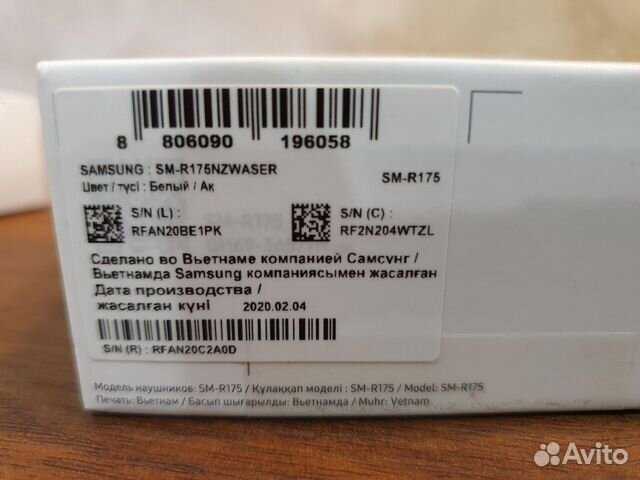 8 806090 196058
SAMSUNG : SM-R175NZWASER
SM-R175
Цвет / түсі : Белый / Ақ
S/N (L) :
RFAN20BE1PK
S/N (C) :
RF2N204WTZL
Сделано во Вьетнаме компанией Самсунг /
Вьетнамда Samsung компаниясымен жасалған
Дата производства /
жасалған күні 2020.02.04
S/N (R) : RFAN20C2A0D
Модель наушников: SM-R175 / Құлаққап моделі : SM-R175 / Model: SM-R175
Печать: Вьетнам / Басып шығарылды: Вьетнамда / Muhr: Vetnam
Avito